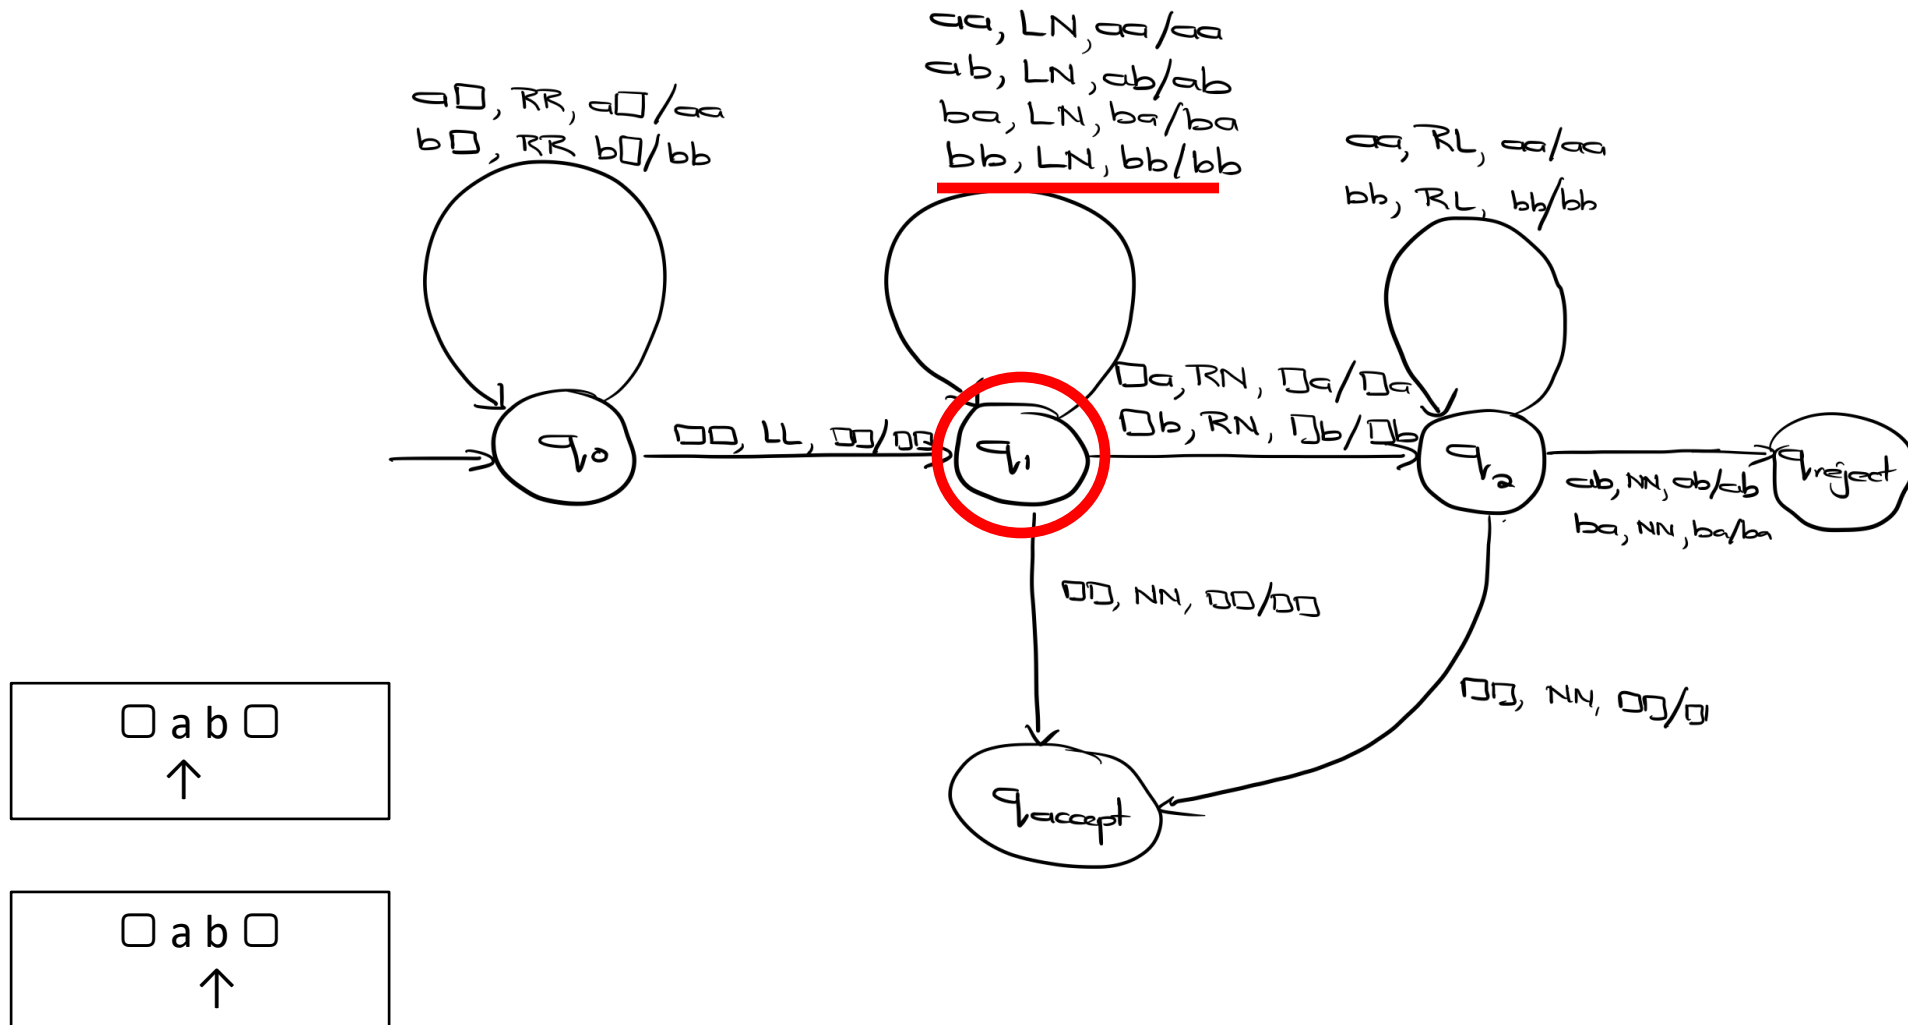 aa, LN, aa/aa
ab, LN, ab/ab
ba, LN, ba/ba
bb, LN, bb/bb
a□, RR, a□/aa
b□, RR b□/bb
aa, RL, aa/aa
bb, RL, bb/bb
□a, RN, □a/□a
□b, RN, □b/□b
□□, LL, □□/□□
q0
q1
q2
qreject
ab, NN, ab/ab
ba, NN, ba/ba
□□, NN, □□/□□
□□, NN, □□/□
qaccept
□ a b □
↑
□ a b □
↑